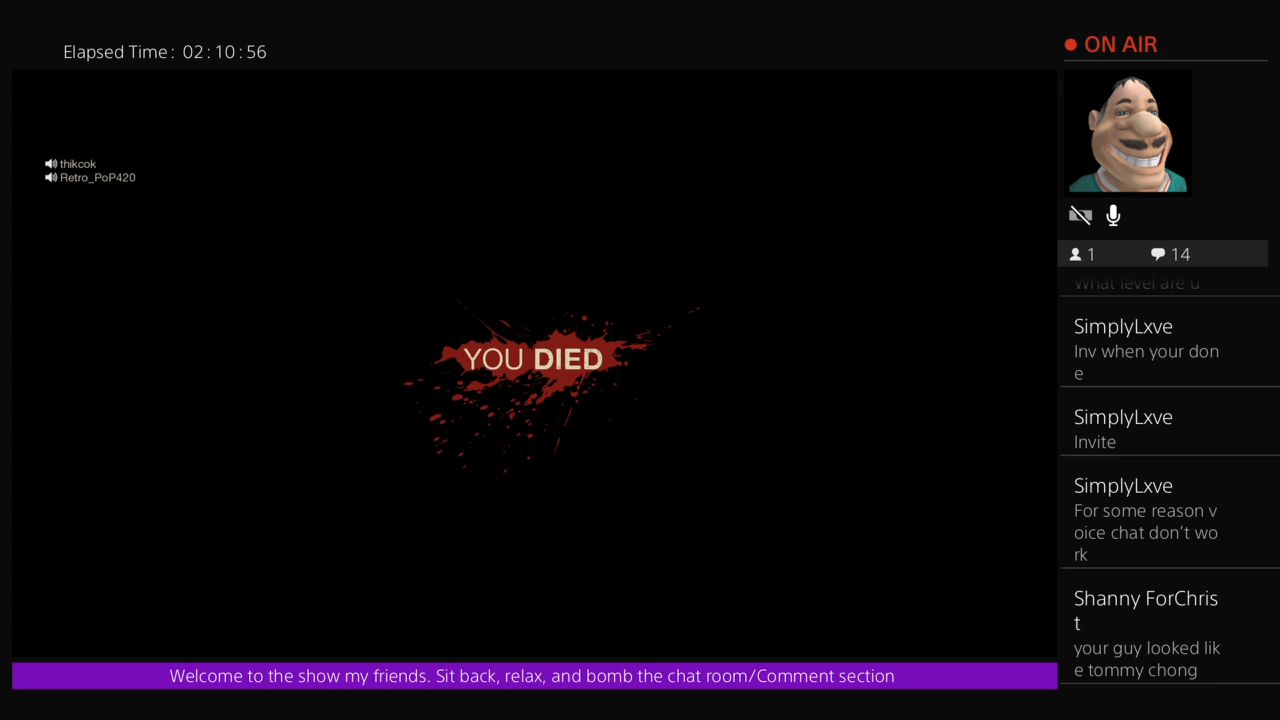 Elapsed Time: 02:10:56
ON AIR
thikcok
Retro_PoP420
1 14
What level are u
SimplyLxve
Inv when your don
e
SimplyLxve
Invite
YOU DIED
SimplyLxve
For some reason v
oice chat don't wo
rk
Shanny ForChris
t
your guy looked lik
e tommy chong
Welcome to the show my friends. Sit back, relax, and bomb the chat room/Comment section